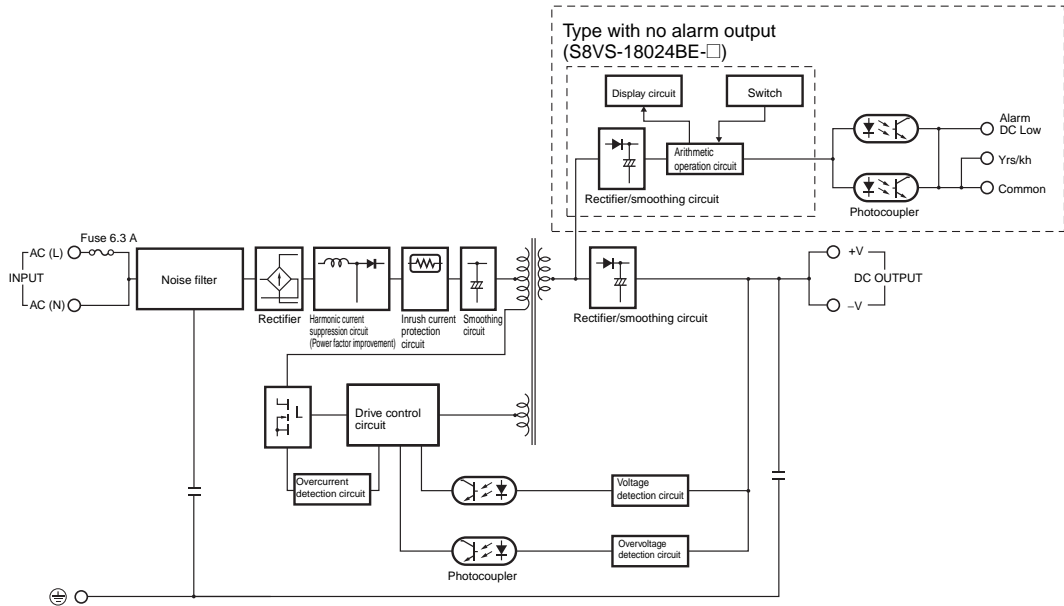 Type with no alarm output
(S8VS-18024BE-□)
Display circuit
Switch
Arithmetic
operation circuit
Rectifier/smoothing circuit
Alarm
DC Low
Yrs/kh
Common
Photocoupler
Fuse 6.3 A
AC (L)
INPUT
AC (N)
Noise filter
Rectifier
Harmonic current
suppression circuit
(Power factor improvement)
Inrush current
protection
circuit
Smoothing
circuit
Rectifier/smoothing circuit
+V
DC OUTPUT
–V
Drive control
circuit
Overcurrent
detection circuit
Voltage
detection circuit
Overvoltage
detection circuit
Photocoupler